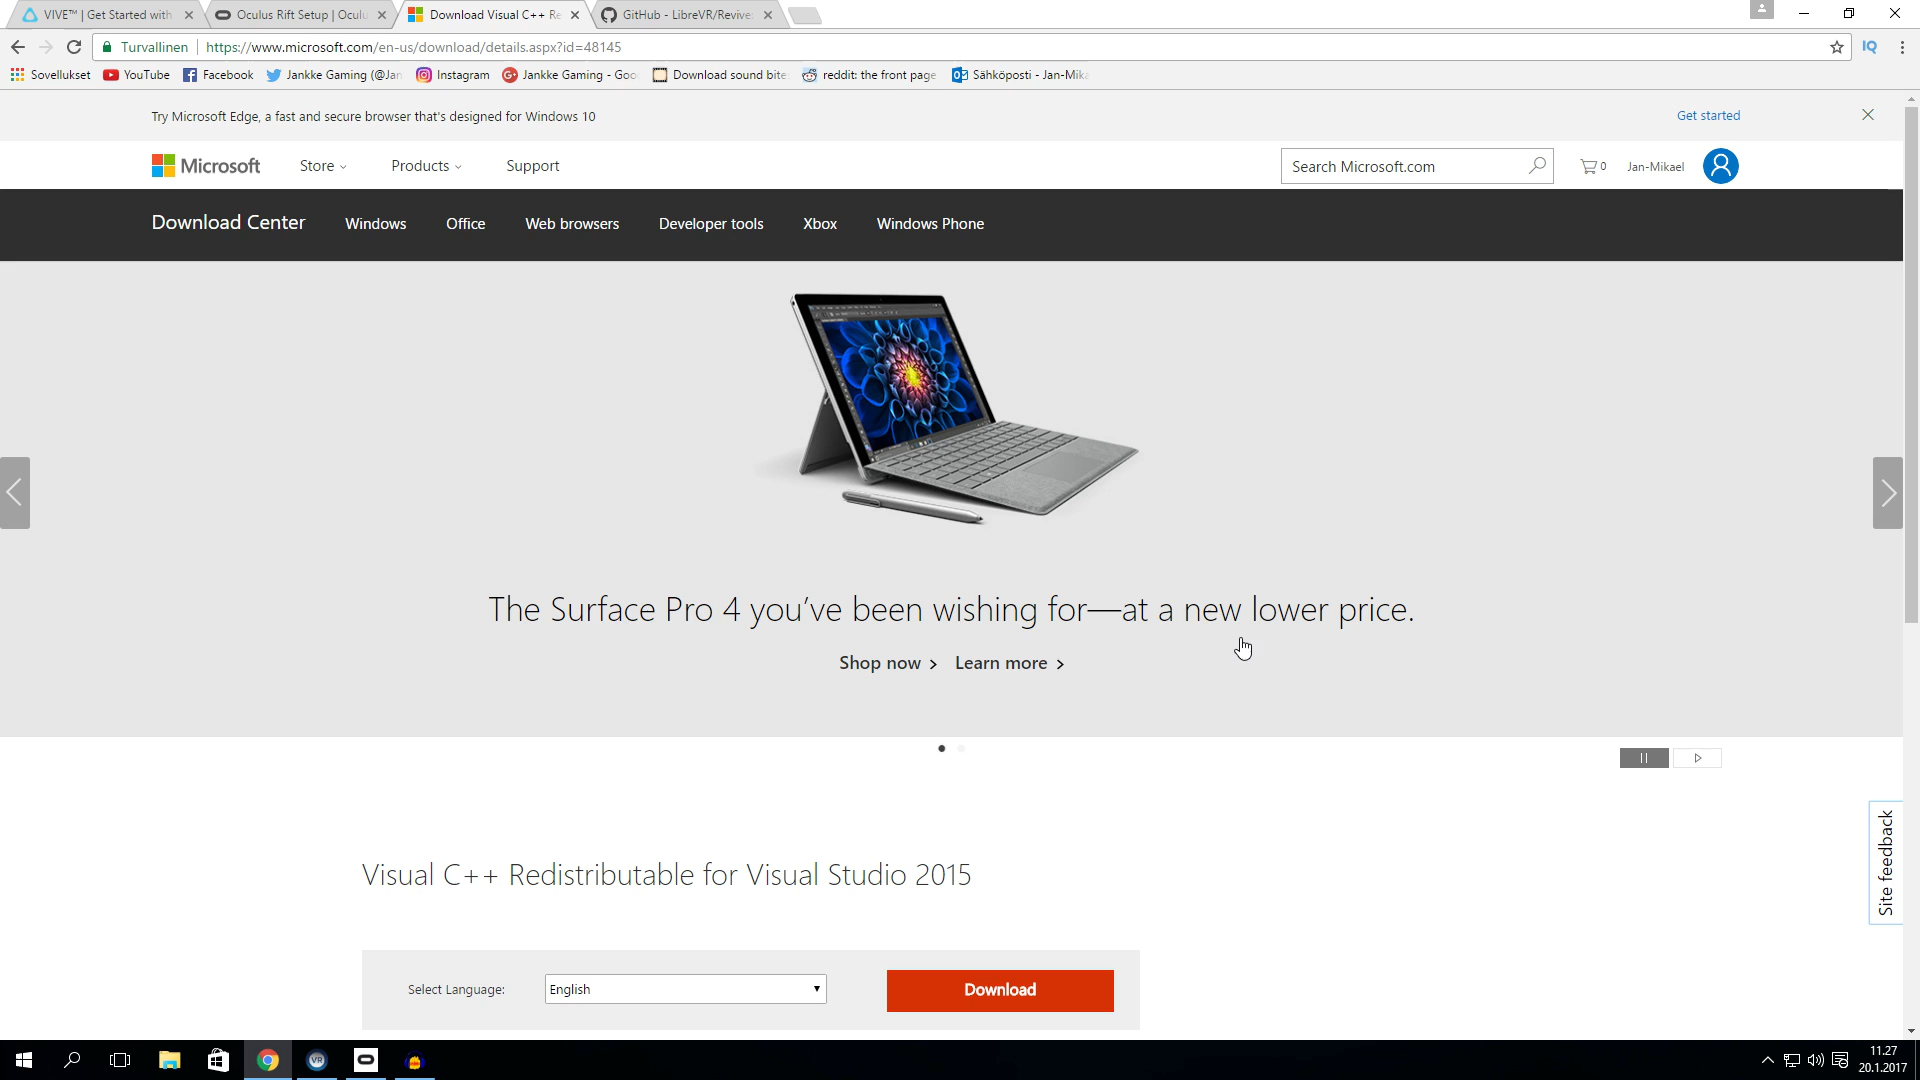 VIVE™ | Get Started with
Oculus Rift Setup | Ocul
Download Visual C++ Re
GitHub - LibreVR/Revive:
Turvallinen
https://www.microsoft.com/en-us/download/details.aspx?id=48145
IQ
Sovellukset
YouTube
Facebook
Jankke Gaming (@Jan
Instagram
Jankke Gaming - Goo
Download sound bite
reddit: the front page
Sähköposti - Jan-Mika
Try Microsoft Edge, a fast and secure browser that's designed for Windows 10
Get started
Microsoft
Store
Products
Support
Search Microsoft.com
0
Jan-Mikael
Download Center
Windows
Office
Web browsers
Developer tools
Xbox
Windows Phone
The Surface Pro 4 you've been wishing for—at a new lower price.
Shop now >
Learn more >
Site feedback
Visual C++ Redistributable for Visual Studio 2015
Select Language:
English
Download
VR
11.27
20.1.2017